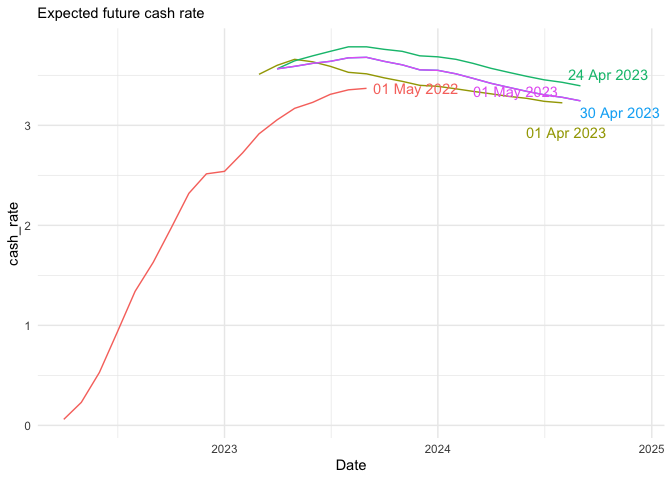 Expected future cash rate
24 Apr 2023
01 May 2022
01 May 2023
30 Apr 2023
01 Apr 2023
3
2
1
0
cash_rate
2023
2024
2025
Date